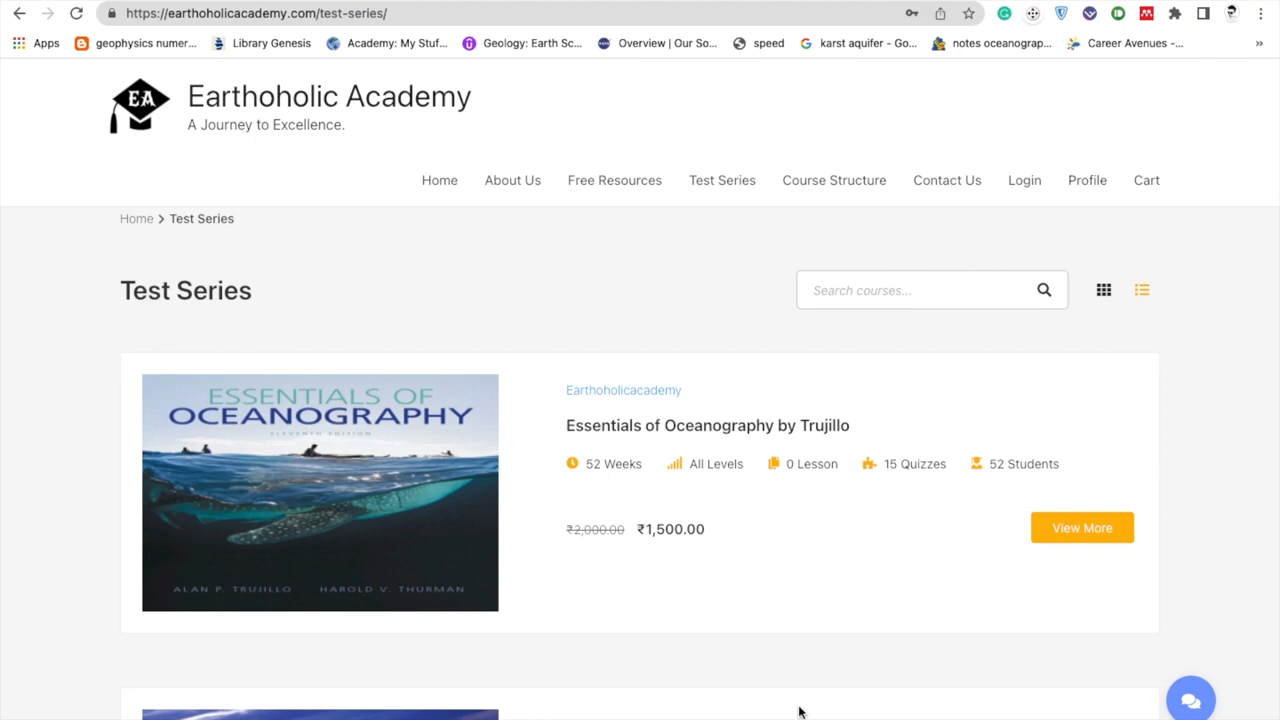 https://earthoholicacademy.com/test-series/
Apps
geophysics numer...
Library Genesis
Academy: My Stuf...
Geology: Earth Sc...
Overview | Our So...
speed
karst aquifer - Go...
notes oceanograp...
Career Avenues -...
»
EA
Earthoholic Academy
A Journey to Excellence.
Home About Us Free Resources Test Series Course Structure Contact Us Login Profile Cart
Home > Test Series
Test Series
Search courses...
ESSENTIALS OF
OCEANOGRAPHY
ELEVENTH EDITION
ALAN P. TRUJILLO HAROLD V. THURMAN
Earthoholicacademy
Essentials of Oceanography by Trujillo
52 Weeks All Levels 0 Lesson 15 Quizzes 52 Students
₹2,000.00 ₹1,500.00
View More